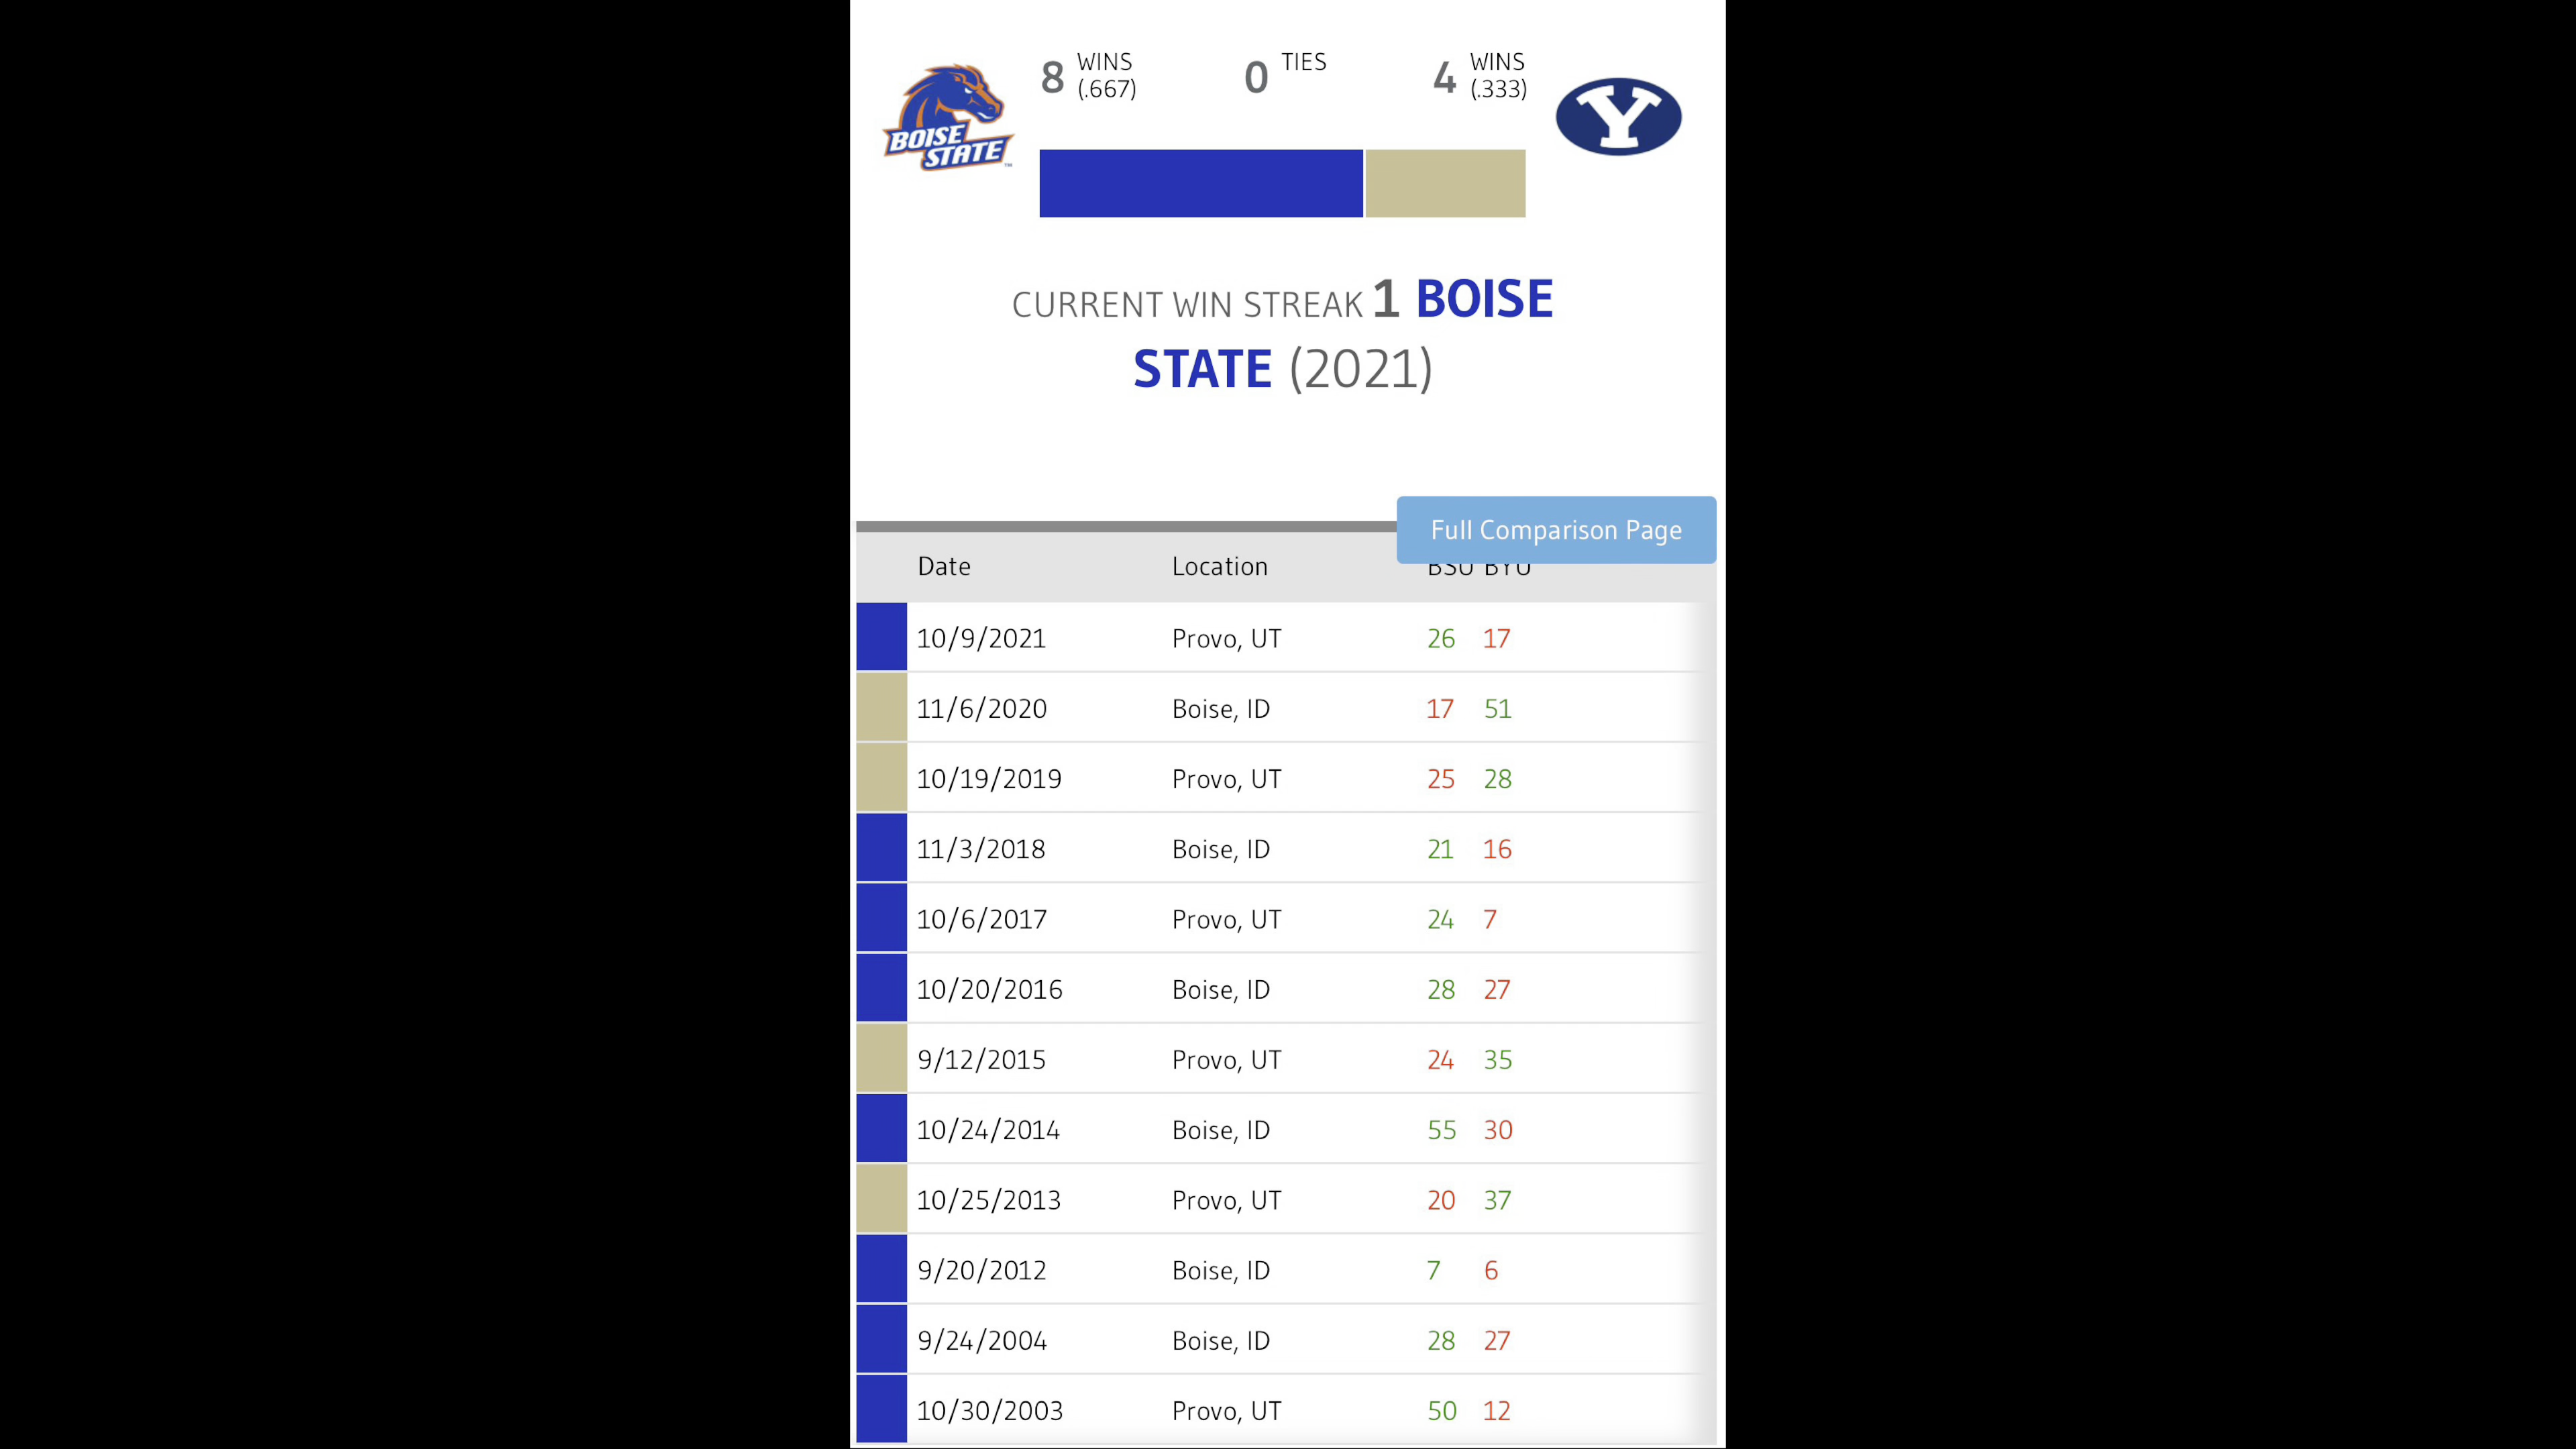 8 WINS (.667) 0 TIES 4 WINS (.333)
BOISE STATE™
Y
CURRENT WIN STREAK 1 BOISE
STATE (2021)
Full Comparison Page
Date Location BSU BYU
10/9/2021 Provo, UT 26 17
11/6/2020 Boise, ID 17 51
10/19/2019 Provo, UT 25 28
11/3/2018 Boise, ID 21 16
10/6/2017 Provo, UT 24 7
10/20/2016 Boise, ID 28 27
9/12/2015 Provo, UT 24 35
10/24/2014 Boise, ID 55 30
10/25/2013 Provo, UT 20 37
9/20/2012 Boise, ID 7 6
9/24/2004 Boise, ID 28 27
10/30/2003 Provo, UT 50 12